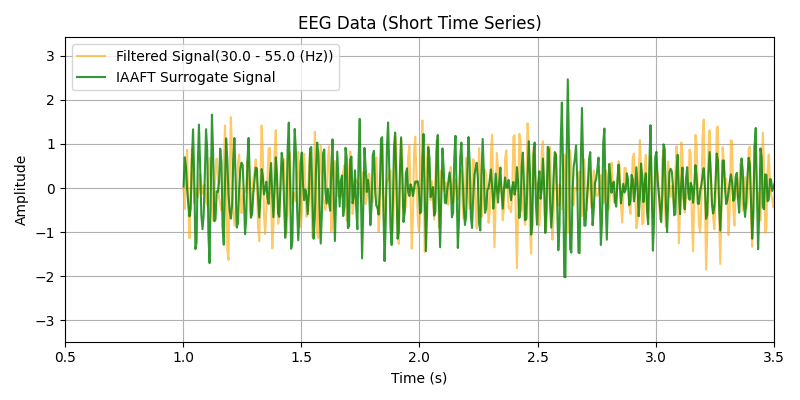 EEG Data (Short Time Series)
Filtered Signal(30.0 - 55.0 (Hz))
IAAFT Surrogate Signal
Amplitude
3
2
1
0
−1
−2
−3
0.5 1.0 1.5 2.0 2.5 3.0 3.5
Time (s)